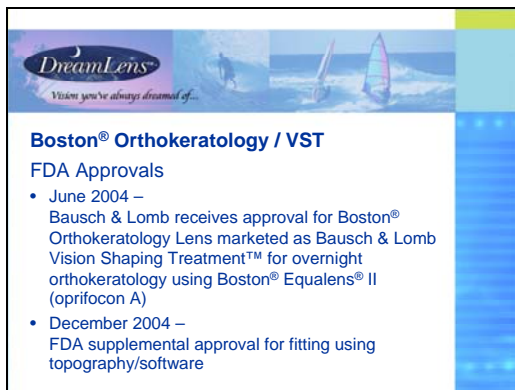 DreamLens™
Vision you've always dreamed of...
Boston® Orthokeratology / VST
FDA Approvals
• June 2004 –
Bausch & Lomb receives approval for Boston®
Orthokeratology Lens marketed as Bausch & Lomb
Vision Shaping Treatment™ for overnight
orthokeratology using Boston® Equalens® II
(oprifocon A)
• December 2004 –
FDA supplemental approval for fitting using
topography/software